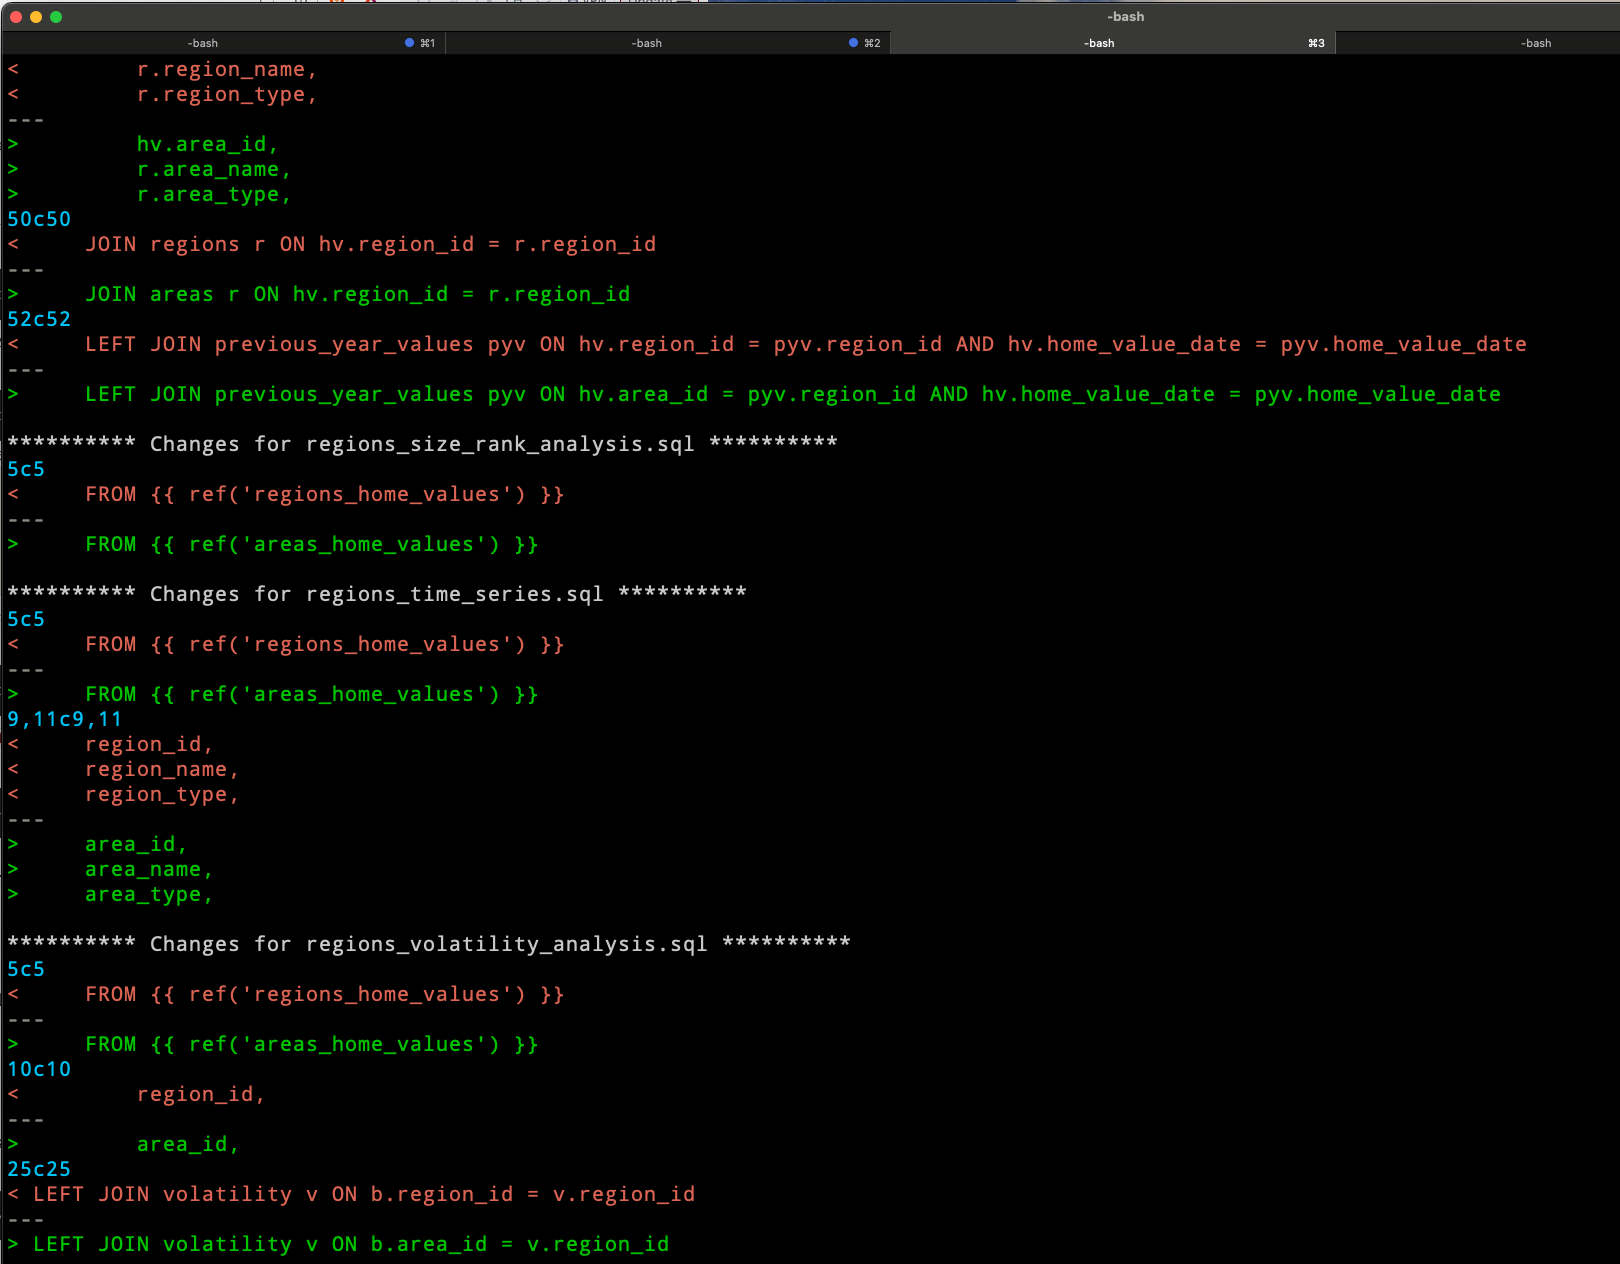 -bash
-bash ⌘1 -bash ⌘2 -bash ⌘3 -bash
<         r.region_name,
<         r.region_type,
---
>         hv.area_id,
>         r.area_name,
>         r.area_type,
50c50
<     JOIN regions r ON hv.region_id = r.region_id
---
>     JOIN areas r ON hv.region_id = r.region_id
52c52
<     LEFT JOIN previous_year_values pyv ON hv.region_id = pyv.region_id AND hv.home_value_date = pyv.home_value_date
---
>     LEFT JOIN previous_year_values pyv ON hv.area_id = pyv.region_id AND hv.home_value_date = pyv.home_value_date
********** Changes for regions_size_rank_analysis.sql **********
5c5
<     FROM {{ ref('regions_home_values') }}
---
>     FROM {{ ref('areas_home_values') }}
********** Changes for regions_time_series.sql **********
5c5
<     FROM {{ ref('regions_home_values') }}
---
>     FROM {{ ref('areas_home_values') }}
9,11c9,11
<     region_id,
<     region_name,
<     region_type,
---
>     area_id,
>     area_name,
>     area_type,
********** Changes for regions_volatility_analysis.sql **********
5c5
<     FROM {{ ref('regions_home_values') }}
---
>     FROM {{ ref('areas_home_values') }}
10c10
<         region_id,
---
>         area_id,
25c25
< LEFT JOIN volatility v ON b.region_id = v.region_id
---
> LEFT JOIN volatility v ON b.area_id = v.region_id